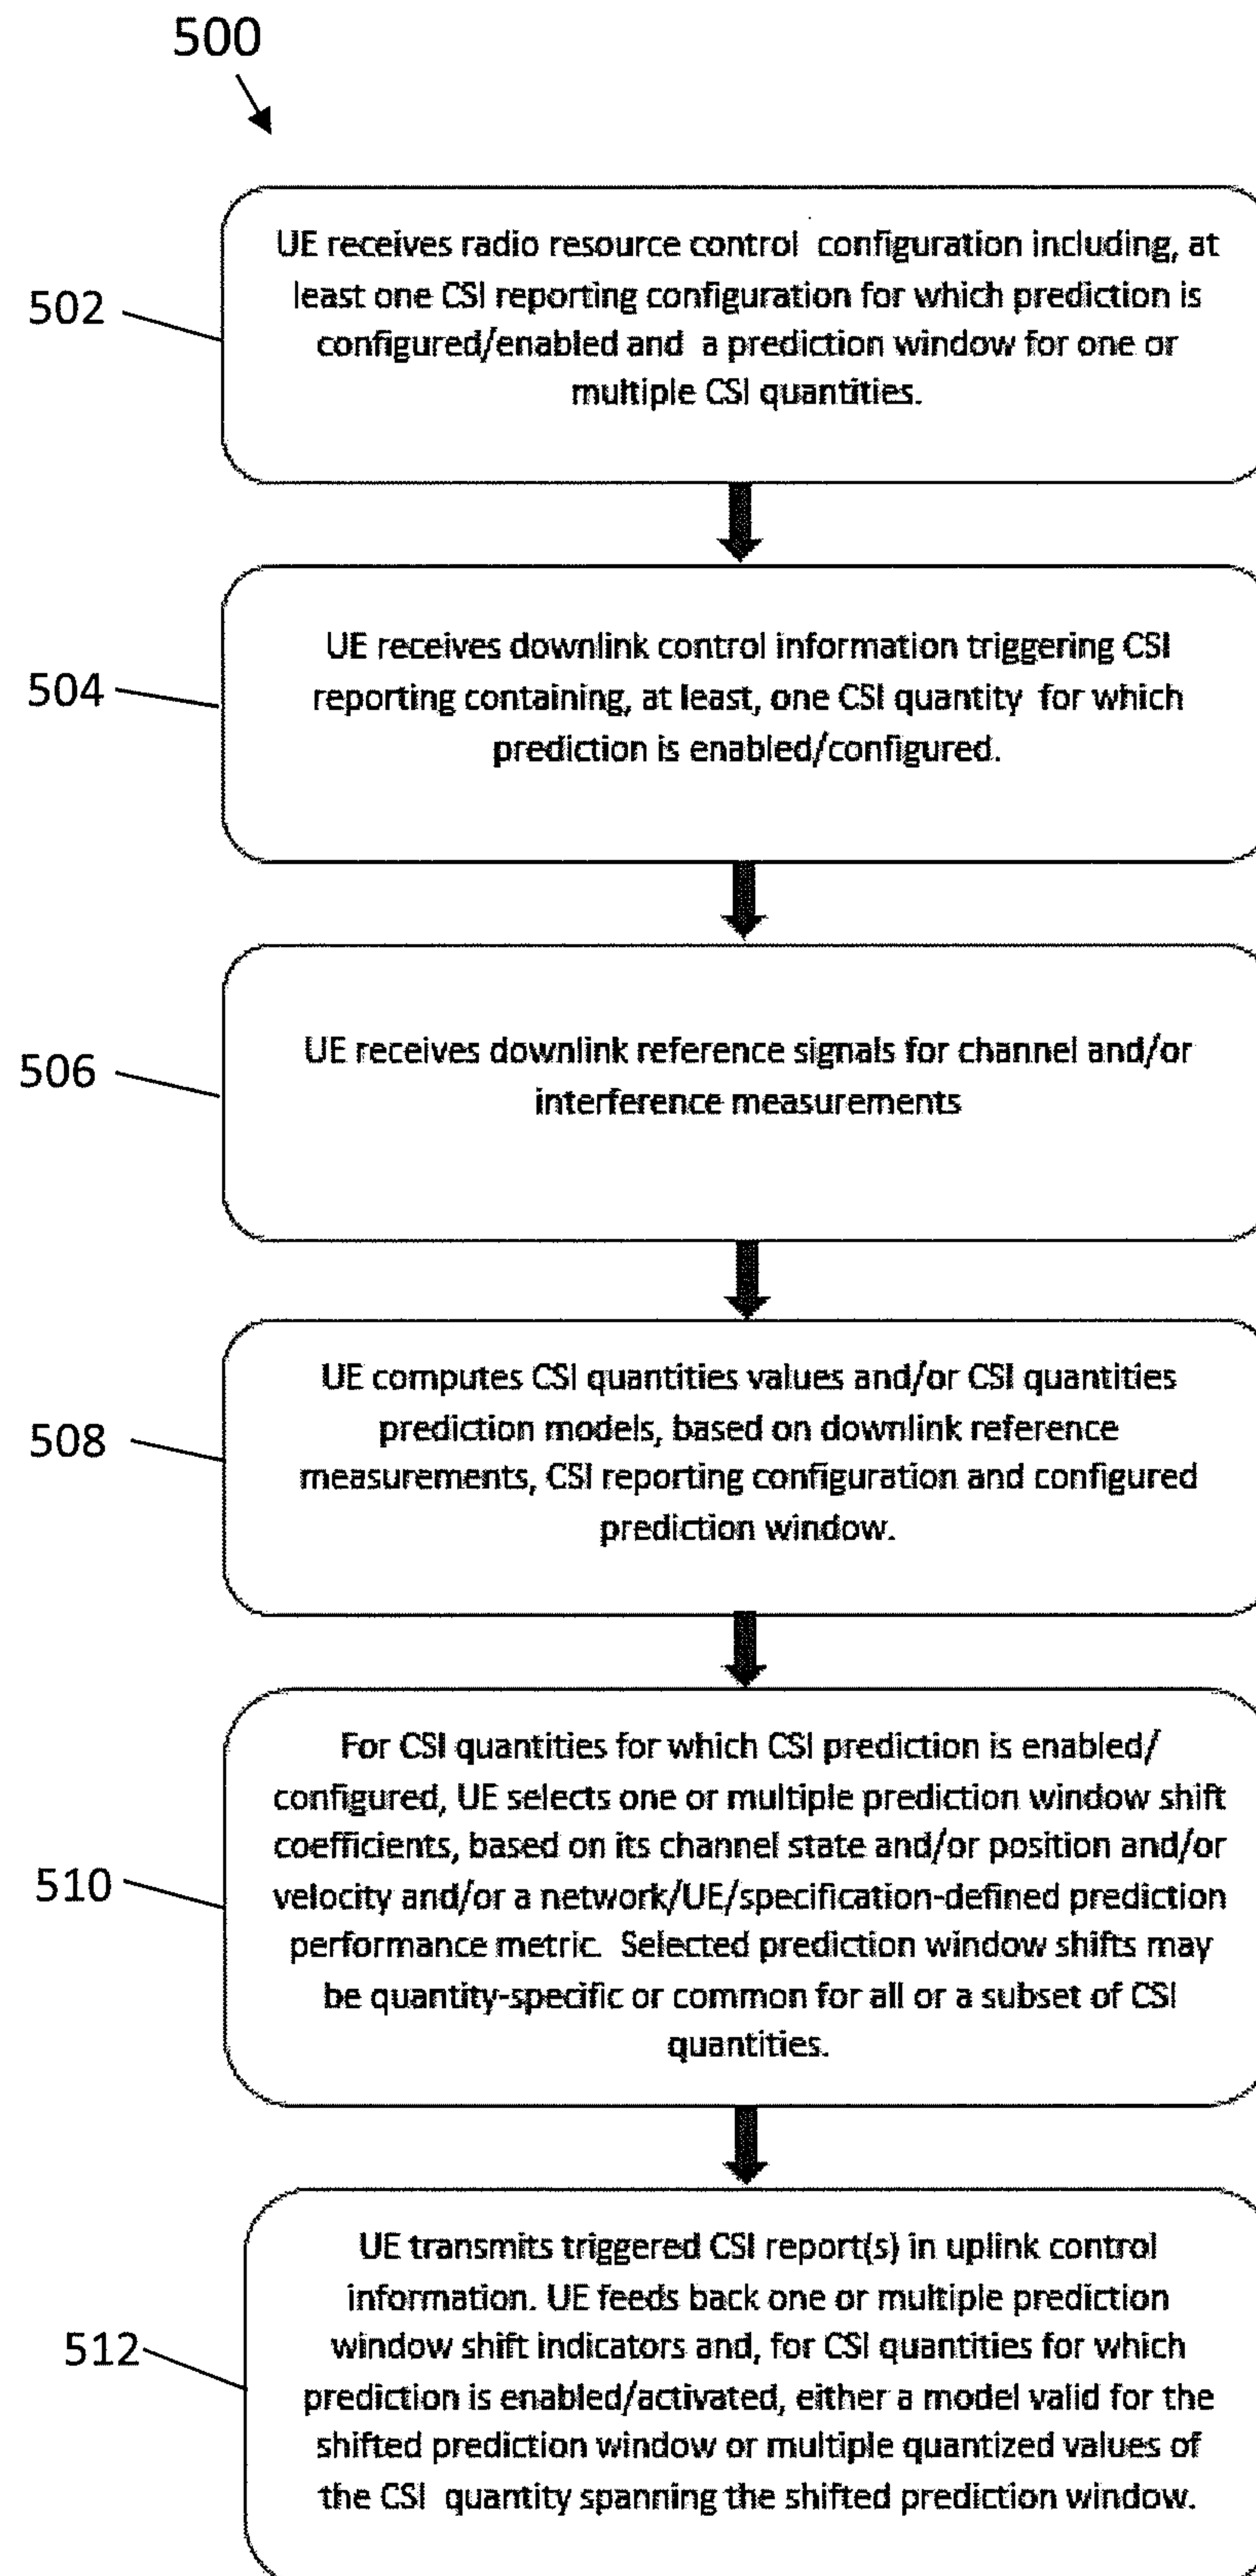 500
502
UE receives radio resource control configuration including, at
least one CSI reporting configuration for which prediction is
configured/enabled and a prediction window for one or
multiple CSI quantities.
504
UE receives downlink control information triggering CSI
reporting containing, at least, one CSI quantity for which
prediction is enabled/configured.
506
UE receives downlink reference signals for channel and/or
interference measurements
508
UE computes CSI quantities values and/or CSI quantities
prediction models, based on downlink reference
measurements, CSI reporting configuration and configured
prediction window.
510
For CSI quantities for which CSI prediction is enabled/
configured, UE selects one or multiple prediction window shift
coefficients, based on its channel state and/or position and/or
velocity and/or a network/UE/specification-defined prediction
performance metric. Selected prediction window shifts may
be quantity-specific or common for all or a subset of CSI
quantities.
512
UE transmits triggered CSI report(s) in uplink control
information. UE feeds back one or multiple prediction
window shift indicators and, for CSI quantities for which
prediction is enabled/activated, either a model valid for the
shifted prediction window or multiple quantized values of
the CSI quantity spanning the shifted prediction window.